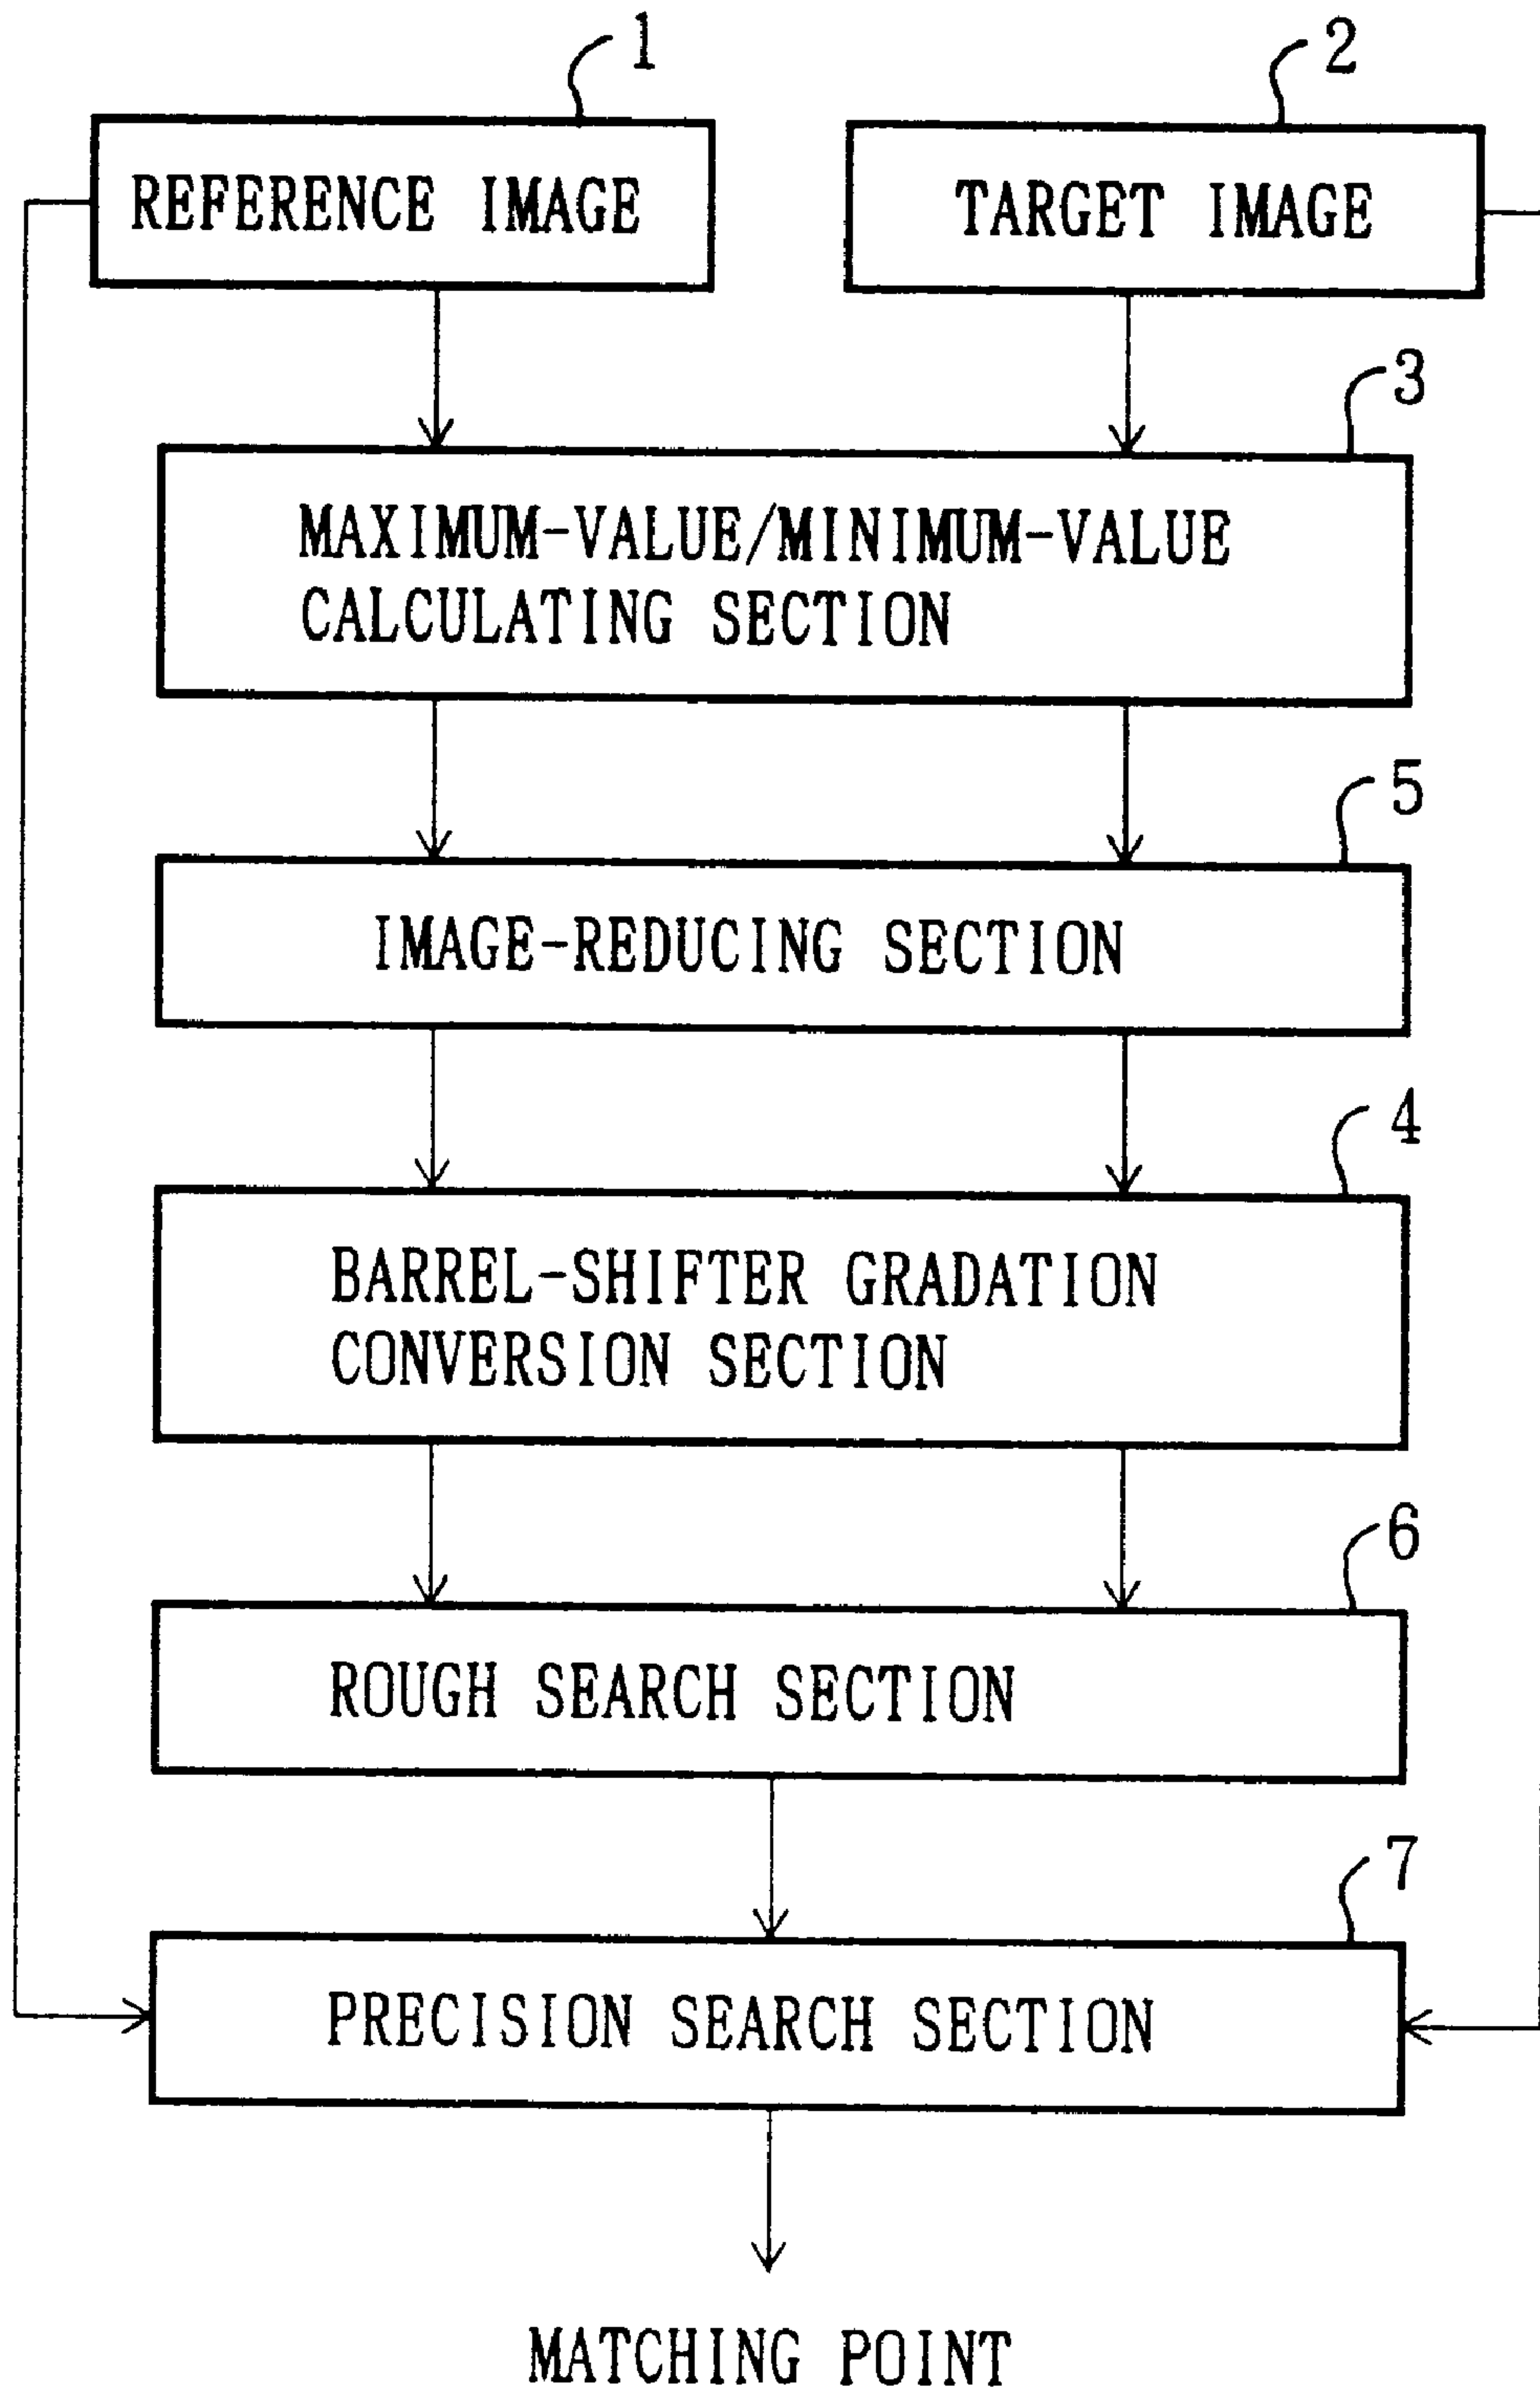 1
2
REFERENCE IMAGE
TARGET IMAGE
3
MAXIMUM-VALUE/MINIMUM-VALUE
CALCULATING SECTION
5
IMAGE-REDUCING SECTION
4
BARREL-SHIFTER GRADATION
CONVERSION SECTION
6
ROUGH SEARCH SECTION
7
PRECISION SEARCH SECTION
MATCHING POINT